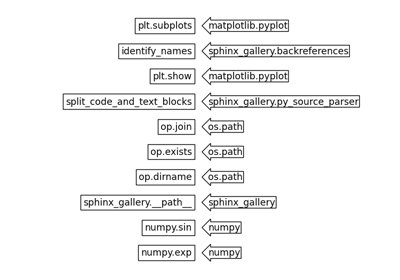 plt.subplots matplotlib.pyplot
identify_names sphinx_gallery.backreferences
plt.show matplotlib.pyplot
split_code_and_text_blocks sphinx_gallery.py_source_parser
op.join os.path
op.exists os.path
op.dirname os.path
sphinx_gallery.__path__ sphinx_gallery
numpy.sin numpy
numpy.exp numpy